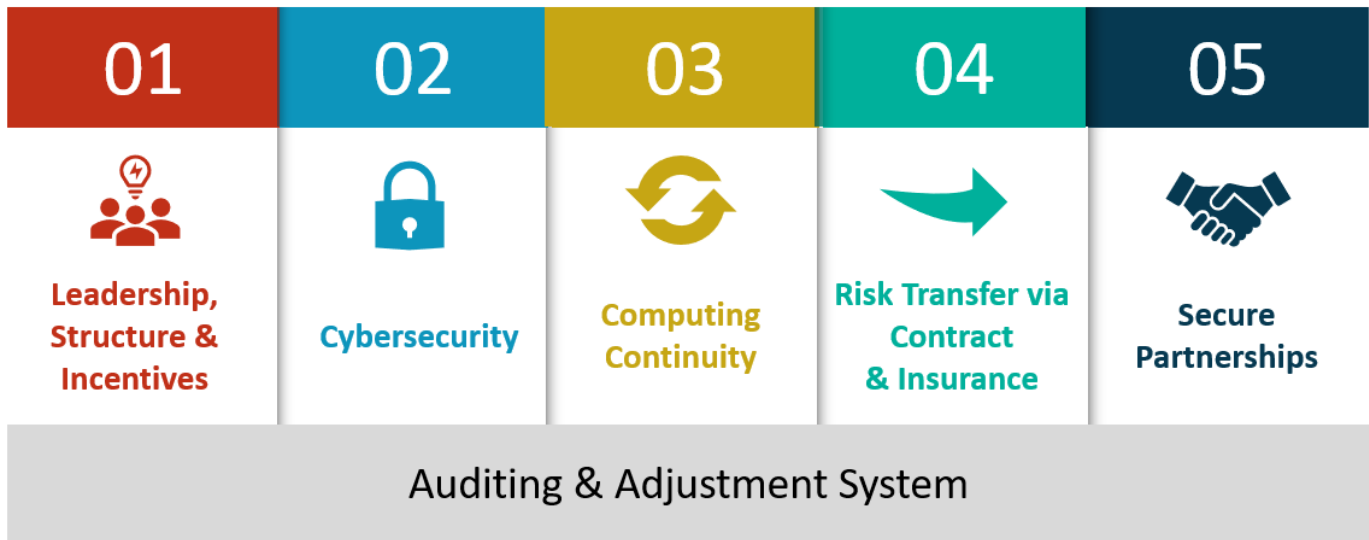 01
02
03
04
05
Leadership,
Structure &
Incentives
Cybersecurity
Computing
Continuity
Risk Transfer via
Contract
& Insurance
Secure
Partnerships
Auditing & Adjustment System